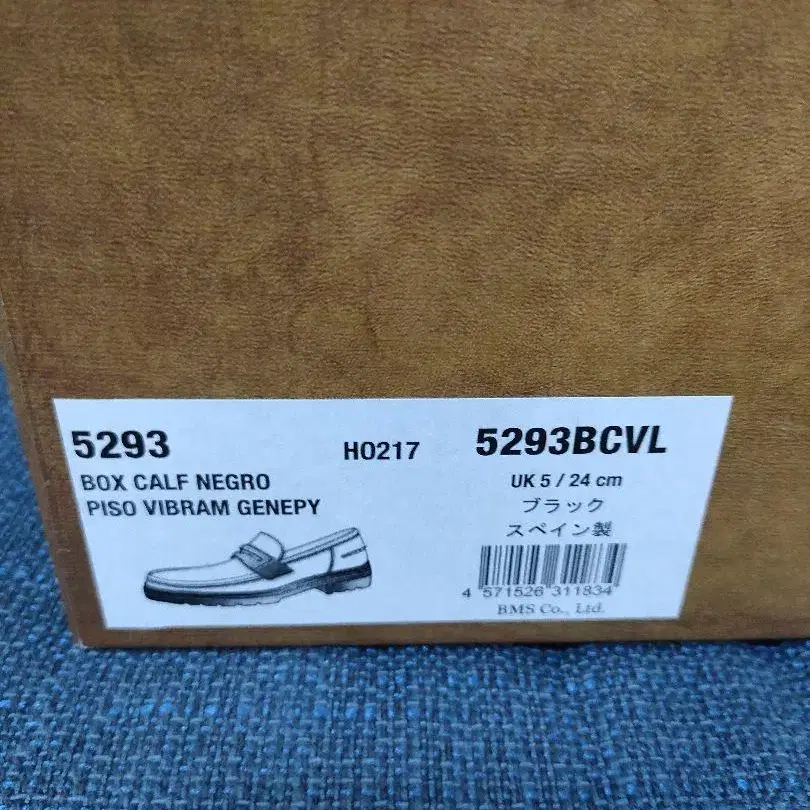 5293
HO217
5293BCVL
BOX CALF NEGRO
PISO VIBRAM GENEPY
UK 5 / 24 cm
ブラック
スペイン製
4 571526 311834
BMS Co., Ltd.